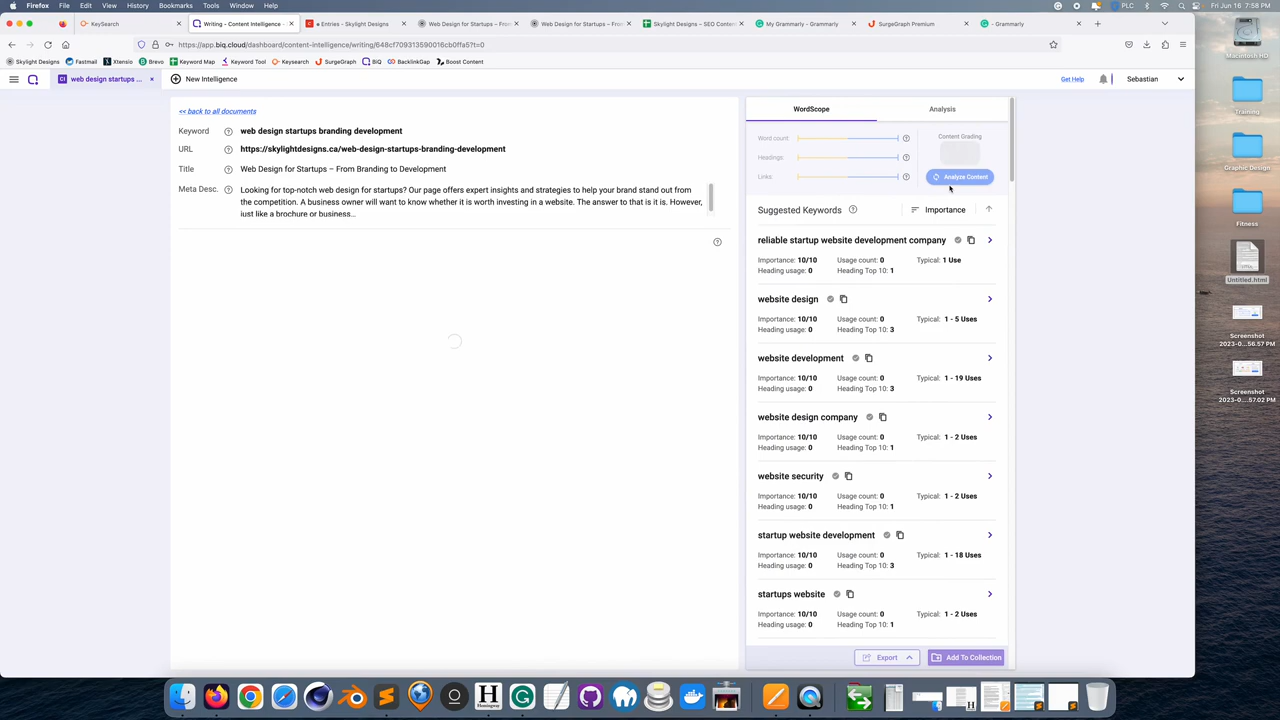 Firefox File Edit View History Bookmarks Tools Window Help
PLC Fri Jun 16 7:58 PM
KeySearch
Writing - Content Intelligence -
Entries - Skylight Designs
Web Design for Startups – Fro
Web Design for Startups – Fro
Skylight Designs - SEO Conten
My Grammarly - Grammarly
SurgeGraph Premium
- Grammarly
https://app.biq.cloud/dashboard/content-intelligence/writing/648cf709313590016cb0ffa5?t=0
Skylight Designs Fastmail Xtensio Brevo Keyword Map Keyword Tool Keysearch SurgeGraph BiQ BacklinkGap Boost Content
web design startups ... New Intelligence
Get Help Sebastian
<< back to all documents
Keyword web design startups branding development
URL https://skylightdesigns.ca/web-design-startups-branding-development
Title Web Design for Startups – From Branding to Development
Meta Desc. Looking for top-notch web design for startups? Our page offers expert insights and strategies to help your brand stand out from
the competition. A business owner will want to know whether it is worth investing in a website. The answer to that is it is. However,
just like a brochure or business...
WordScope Analysis
Word count:
Headings:
Links:
Content Grading
Analyze Content
Suggested Keywords Importance
reliable startup website development company
Importance: 10/10 Usage count: 0 Typical: 1 Use
Heading usage: 0 Heading Top 10: 1
website design
Importance: 10/10 Usage count: 0 Typical: 1 - 5 Uses
Heading usage: 0 Heading Top 10: 3
website development
Importance: 10/10 Usage count: 0 Typical: 1 - 19 Uses
Heading usage: 0 Heading Top 10: 3
website design company
Importance: 10/10 Usage count: 0 Typical: 1 - 2 Uses
Heading usage: 0 Heading Top 10: 1
website security
Importance: 10/10 Usage count: 0 Typical: 1 - 2 Uses
Heading usage: 0 Heading Top 10: 1
startup website development
Importance: 10/10 Usage count: 0 Typical: 1 - 18 Uses
Heading usage: 0 Heading Top 10: 3
startups website
Importance: 10/10 Usage count: 0 Typical: 1 - 2 Uses
Heading usage: 0 Heading Top 10: 1
Export Add To Collection
Macintosh HD
Training
Graphic Design
Fitness
Untitled.html
Screenshot
2023-0...56.57 PM
Screenshot
2023-0....57.02 PM